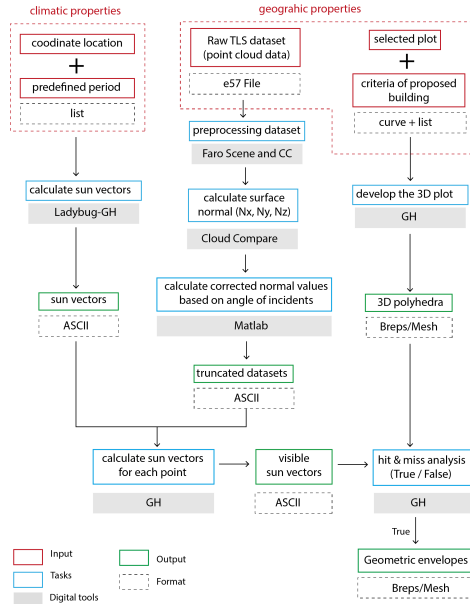 climatic properties
geograhic properties
coodinate location
+
predefined period
list
Raw TLS dataset
(point cloud data)
e57 File
selected plot
+
criteria of proposed
building
curve + list
preprocessing dataset
Faro Scene and CC
calculate sun vectors
Ladybug-GH
calculate surface
normal (Nx, Ny, Nz)
Cloud Compare
develop the 3D plot
GH
calculate corrected normal values
based on angle of incidents
Matlab
sun vectors
ASCII
3D polyhedra
Breps/Mesh
truncated datasets
ASCII
calculate sun vectors
for each point
GH
visible
sun vectors
ASCII
hit & miss analysis
(True / False)
GH
True
Geometric envelopes
Breps/Mesh
Input
Output
Tasks
Format
Digital tools